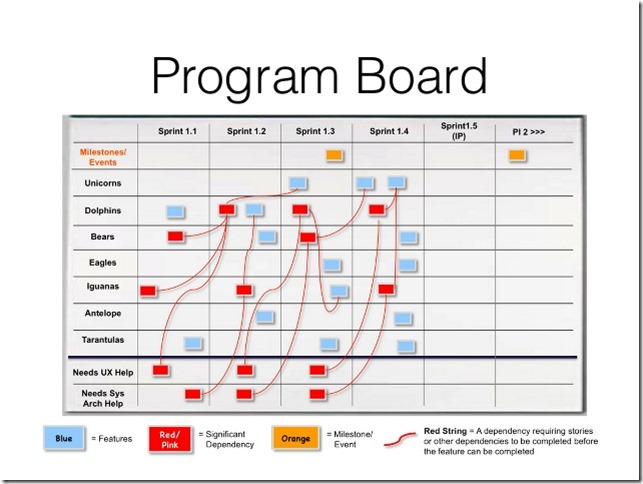 Program Board
Sprint 1.1 Sprint 1.2 Sprint 1.3 Sprint 1.4 Sprint1.5 (IP) PI 2 >>>
Milestones/
Events
Unicorns
Dolphins
Bears
Eagles
Iguanas
Antelope
Tarantulas
Needs UX Help
Needs Sys
Arch Help
Blue = Features
Red/
Pink
= Significant
Dependency
Orange
= Milestone/
Event
Red String = A dependency requiring stories
or other dependencies to be completed before
the feature can be completed